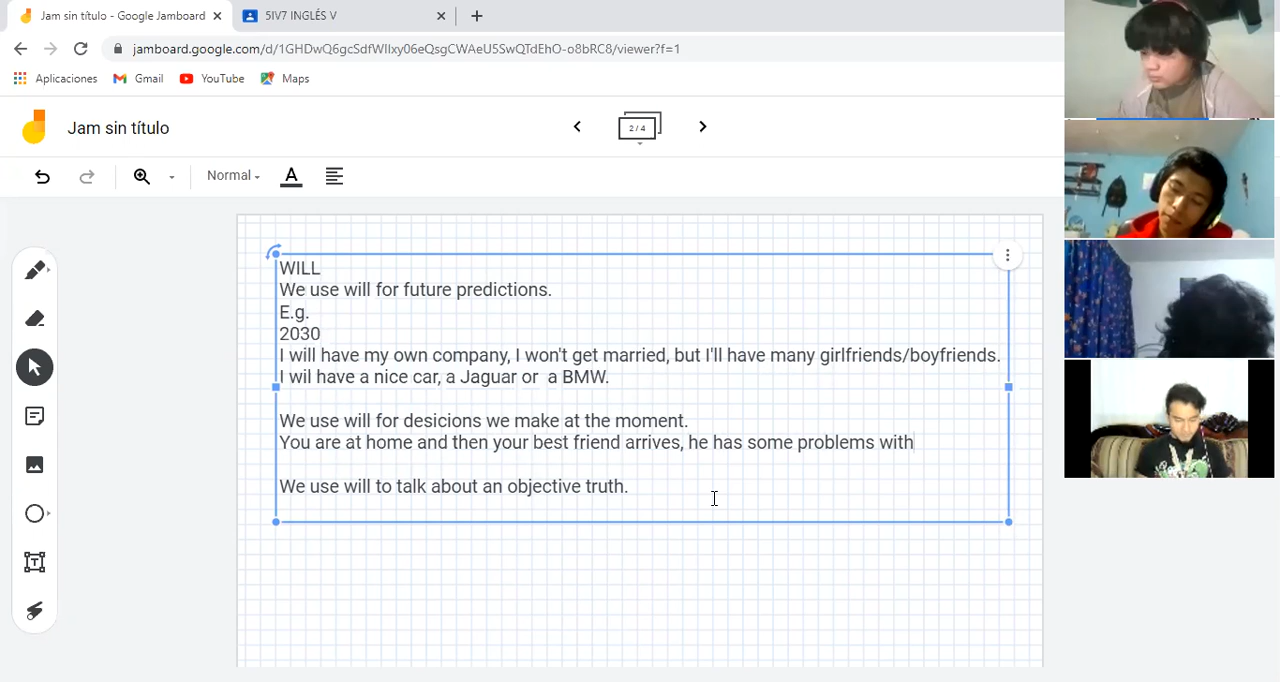 Jam sin título - Google Jamboard
5IV7 INGLÉS V
jamboard.google.com/d/1GHDwQ6gcSdfWlIxy06eQsgCWAeU5SwQTdEhO-o8bRC8/viewer?f=1
Aplicaciones Gmail YouTube Maps
Jam sin título
2/4
Normal
WILL
We use will for future predictions.
E.g.
2030
I will have my own company, I won't get married, but I'll have many girlfriends/boyfriends.
I wil have a nice car, a Jaguar or a BMW.
We use will for desicions we make at the moment.
You are at home and then your best friend arrives, he has some problems with
We use will to talk about an objective truth.